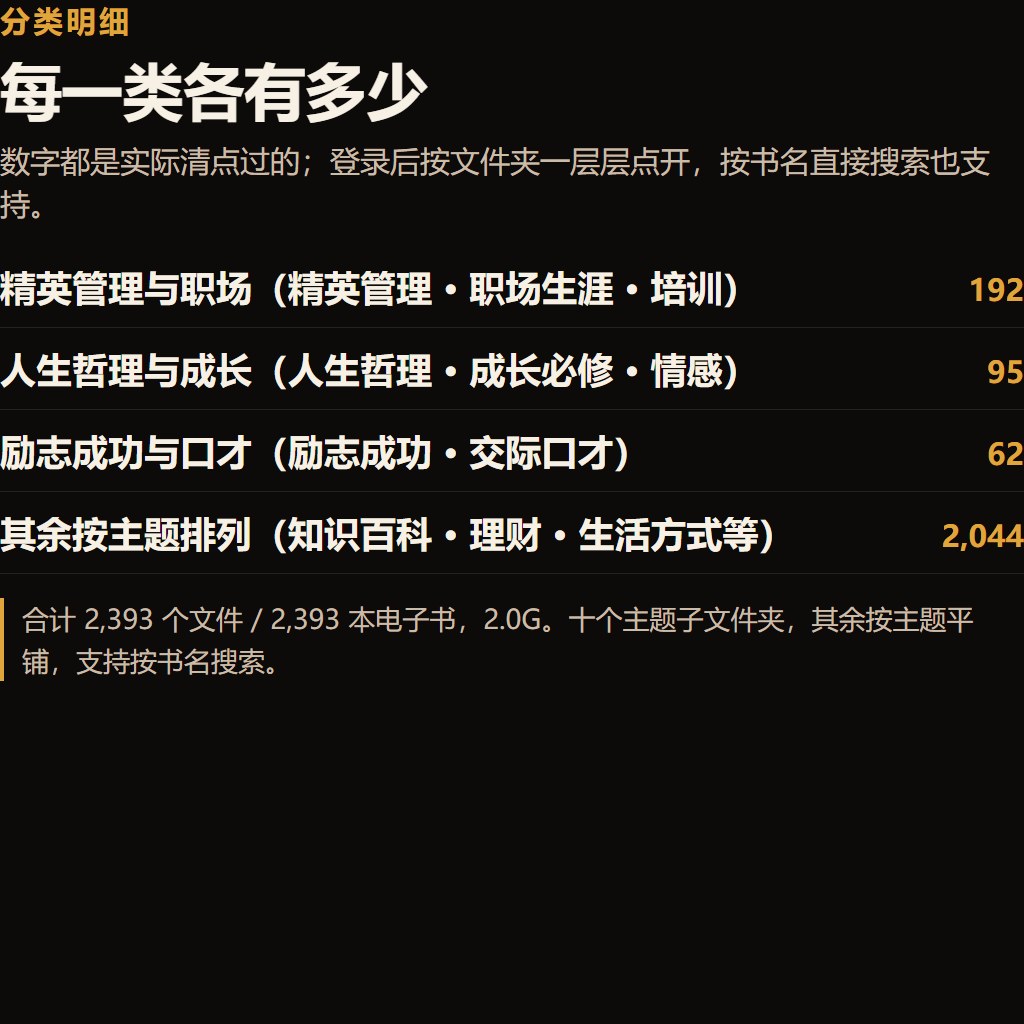 分类明细
每一类各有多少
数字都是实际清点过的；登录后按文件夹一层层点开，按书名直接搜索也支
持。
精英管理与职场（精英管理·职场生涯·培训） 192
人生哲理与成长（人生哲理·成长必修·情感） 95
励志成功与口才（励志成功·交际口才） 62
其余按主题排列（知识百科·理财·生活方式等） 2,044
合计 2,393 个文件 / 2,393 本电子书，2.0G。十个主题子文件夹，其余按主题平
铺，支持按书名搜索。